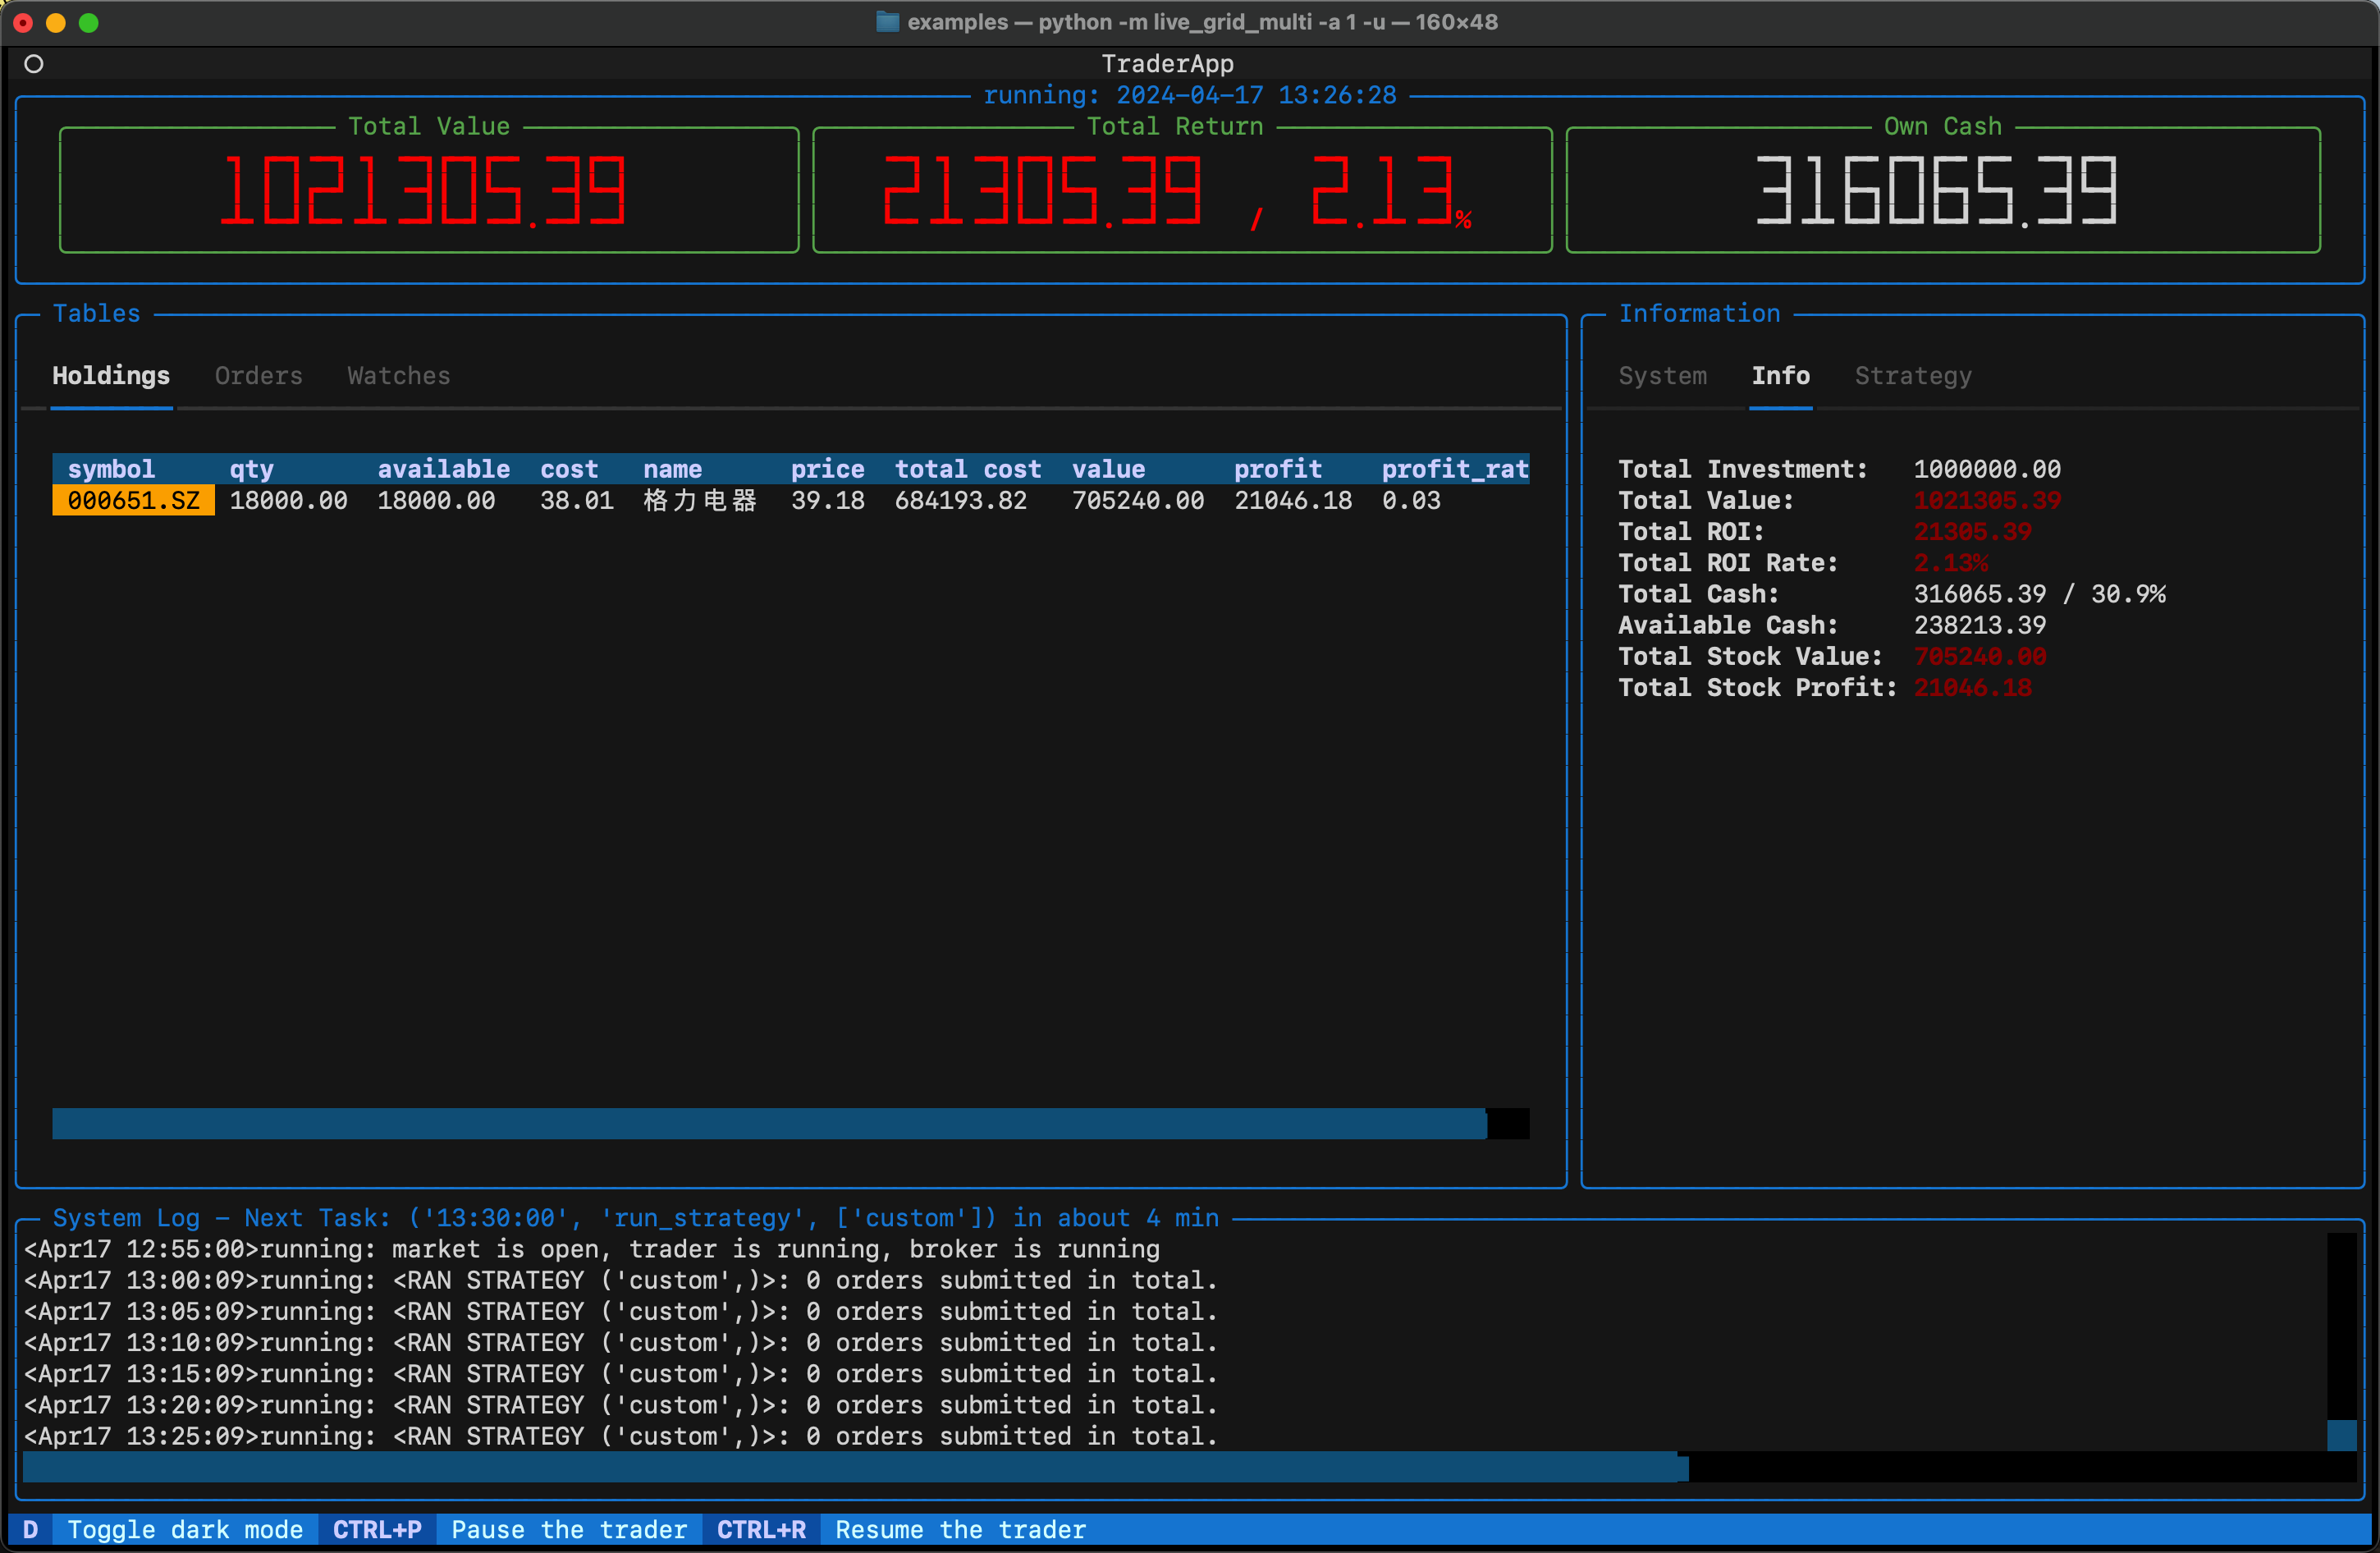 examples — python -m live_grid_multi -a 1 -u — 160×48
TraderApp
running: 2024-04-17 13:26:28
Total Value
1021305.39
Total Return
21305.39 / 2.13%
Own Cash
316065.39
Tables
Holdings Orders Watches
symbol qty available cost name price total cost value profit profit_rat
000651.SZ 18000.00 18000.00 38.01 格力电器 39.18 684193.82 705240.00 21046.18 0.03
Information
System Info Strategy
Total Investment: 1000000.00
Total Value: 1021305.39
Total ROI: 21305.39
Total ROI Rate: 2.13%
Total Cash: 316065.39 / 30.9%
Available Cash: 238213.39
Total Stock Value: 705240.00
Total Stock Profit: 21046.18
System Log - Next Task: ('13:30:00', 'run_strategy', ['custom']) in about 4 min
<Apr17 12:55:00>running: market is open, trader is running, broker is running
<Apr17 13:00:09>running: <RAN STRATEGY ('custom',)>: 0 orders submitted in total.
<Apr17 13:05:09>running: <RAN STRATEGY ('custom',)>: 0 orders submitted in total.
<Apr17 13:10:09>running: <RAN STRATEGY ('custom',)>: 0 orders submitted in total.
<Apr17 13:15:09>running: <RAN STRATEGY ('custom',)>: 0 orders submitted in total.
<Apr17 13:20:09>running: <RAN STRATEGY ('custom',)>: 0 orders submitted in total.
<Apr17 13:25:09>running: <RAN STRATEGY ('custom',)>: 0 orders submitted in total.
D Toggle dark mode CTRL+P Pause the trader CTRL+R Resume the trader